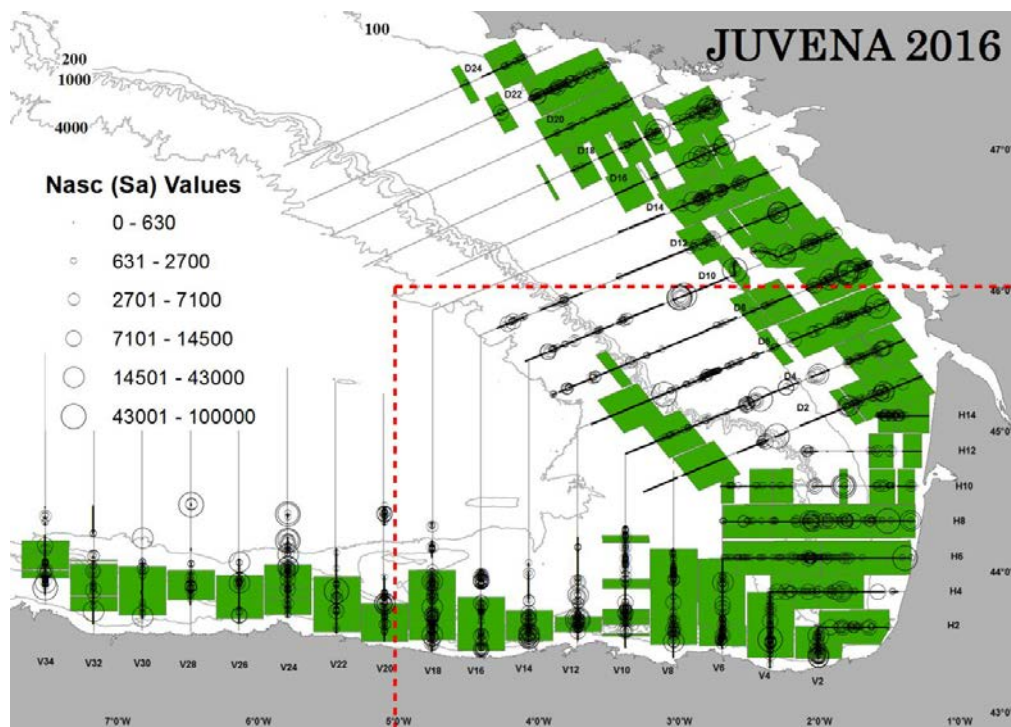 JUVENA 2016
100
200
1000
4000
D24
D22
D20
D18
D16
D14
D12
D10
D8
D6
D4
D2
47°0'
46°0'
45°0'
44°0'
43°0'
Nasc (Sa) Values
0 - 630
631 - 2700
2701 - 7100
7101 - 14500
14501 - 43000
43001 - 100000
H14
H12
H10
H8
H6
H4
H2
V34
V32
V30
V28
V26
V24
V22
V20
V18
V16
V14
V12
V10
V8
V6
V4
V2
7°0'W
6°0'W
5°0'W
4°0'W
3°0'W
2°0'W
1°0'W